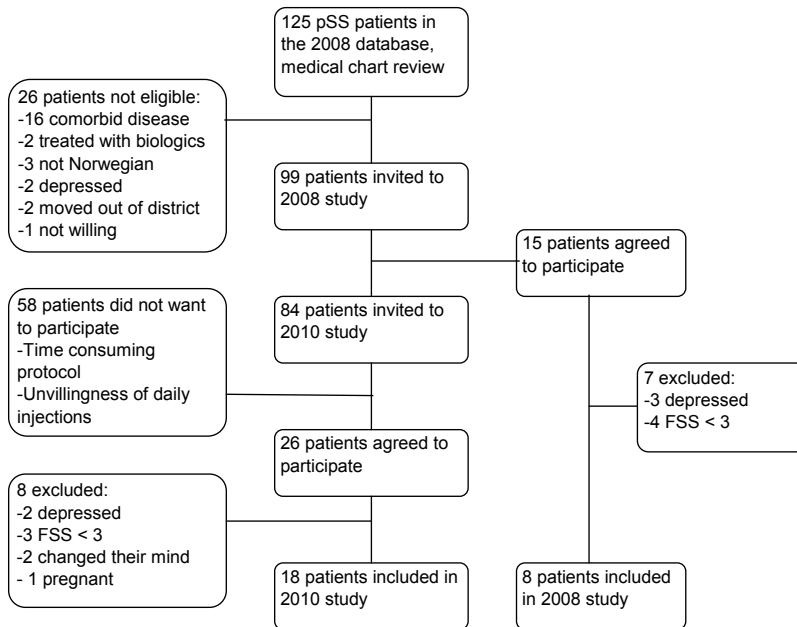 125 pSS patients in
the 2008 database,
medical chart review
26 patients not eligible:
-16 comorbid disease
-2 treated with biologics
-3 not Norwegian
-2 depressed
-2 moved out of district
-1 not willing
99 patients invited to
2008 study
15 patients agreed
to participate
58 patients did not want
to participate
-Time consuming
protocol
-Unvillingness of daily
injections
84 patients invited to
2010 study
7 excluded:
-3 depressed
-4 FSS < 3
26 patients agreed to
participate
8 excluded:
-2 depressed
-3 FSS < 3
-2 changed their mind
- 1 pregnant
18 patients included in
2010 study
8 patients included
in 2008 study